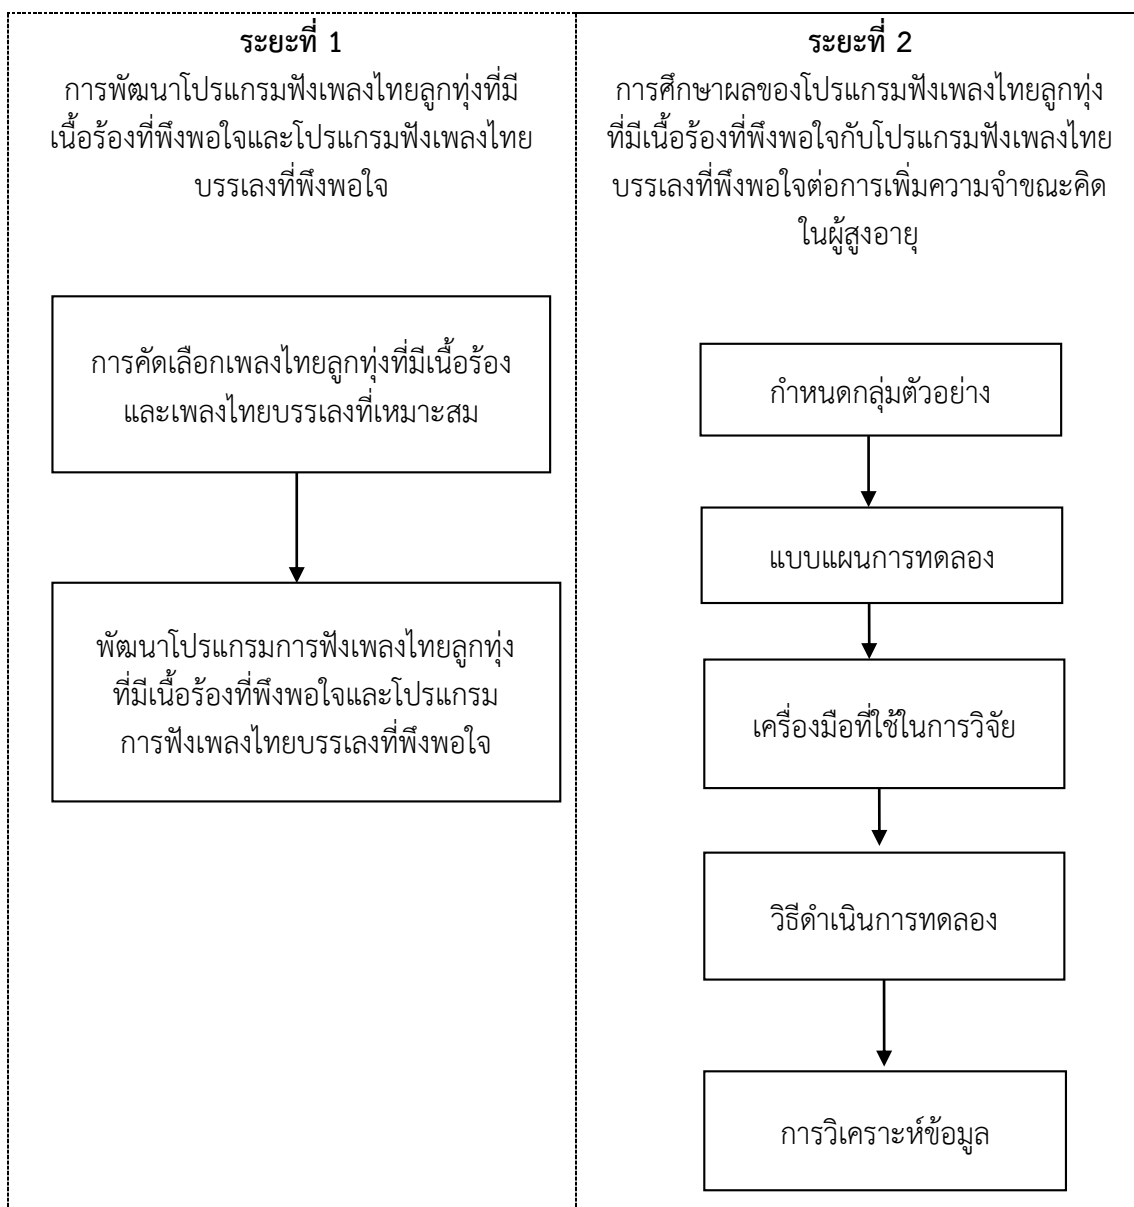 ระยะที่ 1
การพัฒนาโปรแกรมฟังเพลงไทยลูกทุ่งที่มี
เนื้อร้องที่พึงพอใจและโปรแกรมฟังเพลงไทย
บรรเลงที่พึงพอใจ
การคัดเลือกเพลงไทยลูกทุ่งที่มีเนื้อร้อง
และเพลงไทยบรรเลงที่เหมาะสม
พัฒนาโปรแกรมการฟังเพลงไทยลูกทุ่ง
ที่มีเนื้อร้องที่พึงพอใจและโปรแกรม
การฟังเพลงไทยบรรเลงที่พึงพอใจ
ระยะที่ 2
การศึกษาผลของโปรแกรมฟังเพลงไทยลูกทุ่ง
ที่มีเนื้อร้องที่พึงพอใจกับโปรแกรมฟังเพลงไทย
บรรเลงที่พึงพอใจต่อการเพิ่มความจำขณะคิด
ในผู้สูงอายุ
กำหนดกลุ่มตัวอย่าง
แบบแผนการทดลอง
เครื่องมือที่ใช้ในการวิจัย
วิธีดำเนินการทดลอง
การวิเคราะห์ข้อมูล